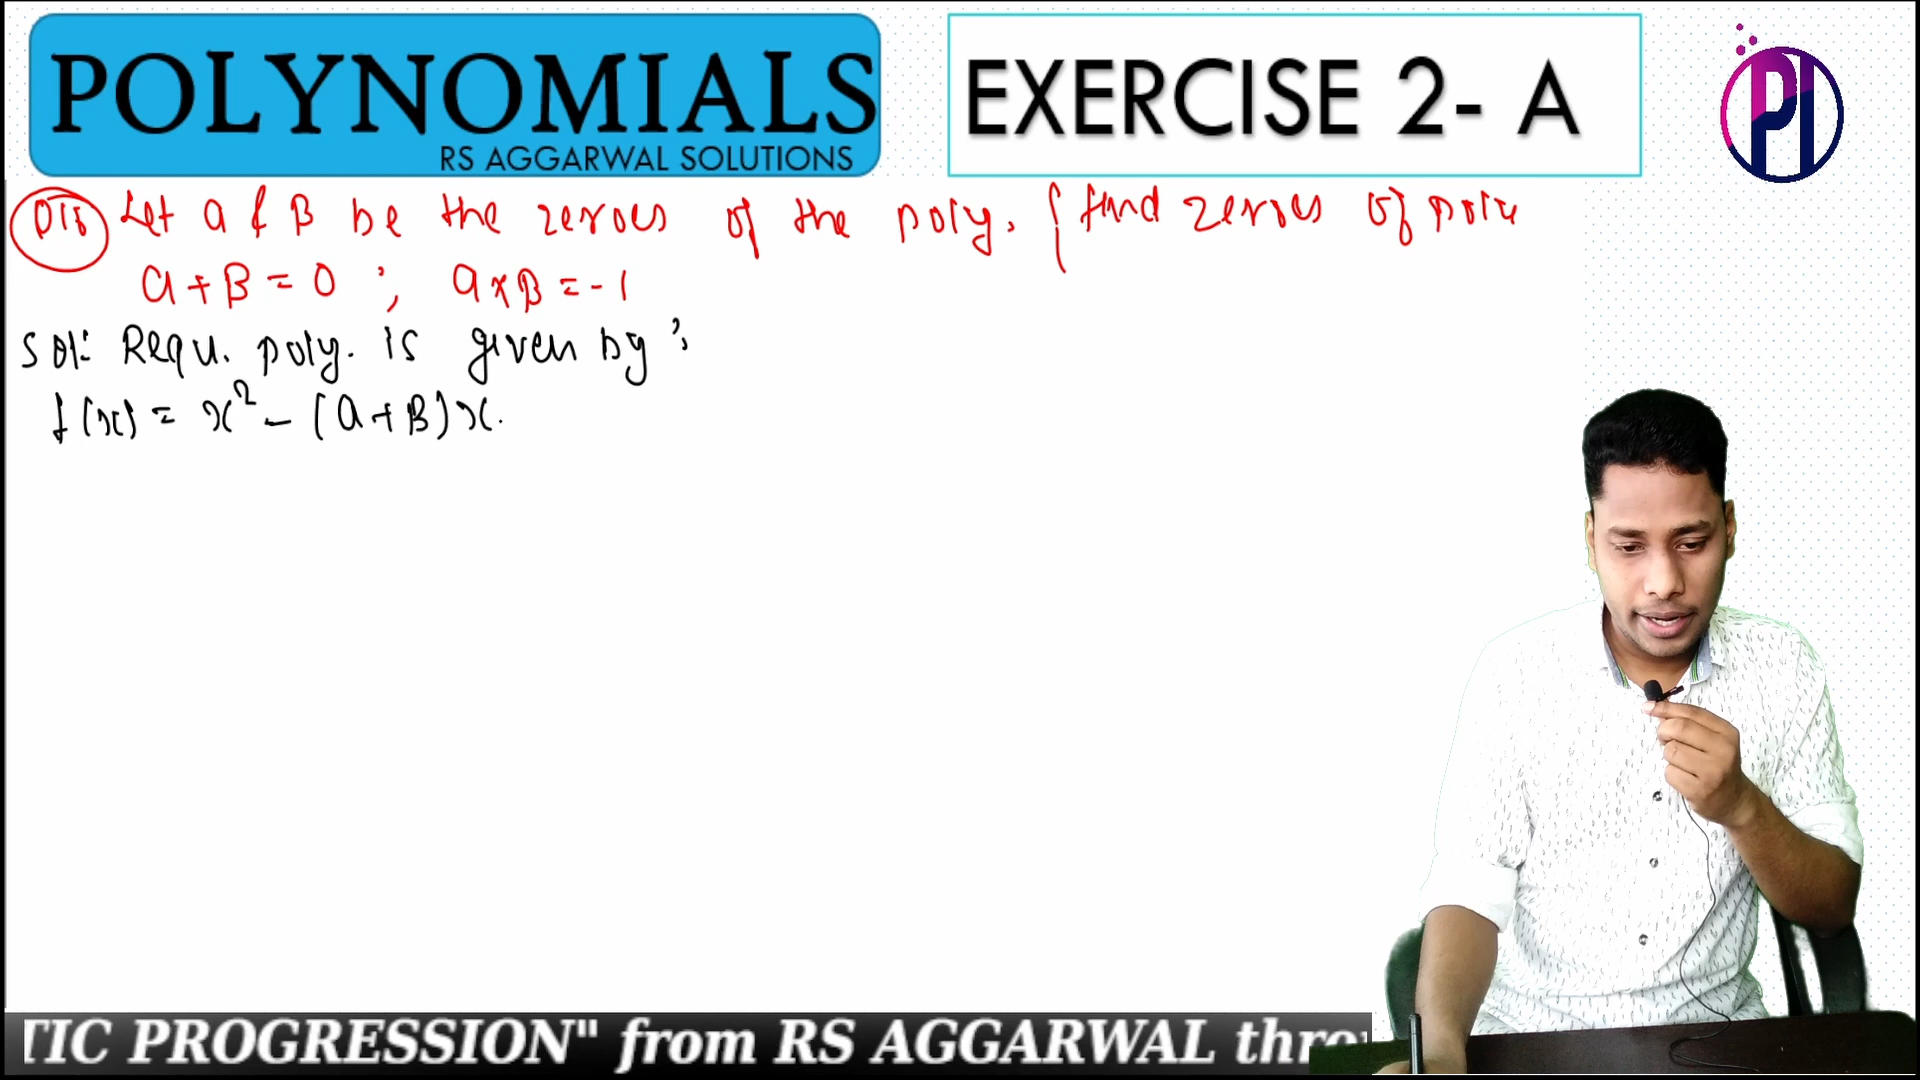 POLYNOMIALS
RS AGGARWAL SOLUTIONS
EXERCISE 2- A
PI
Let α & β be the zeroes of the poly. { find zeroes of poly
α + β = 0 ; α × β = -1
Sol: Requ. poly. is given by :
f(x) = x² - (α + β)x.
TIC PROGRESSION" from RS AGGARWAL thro